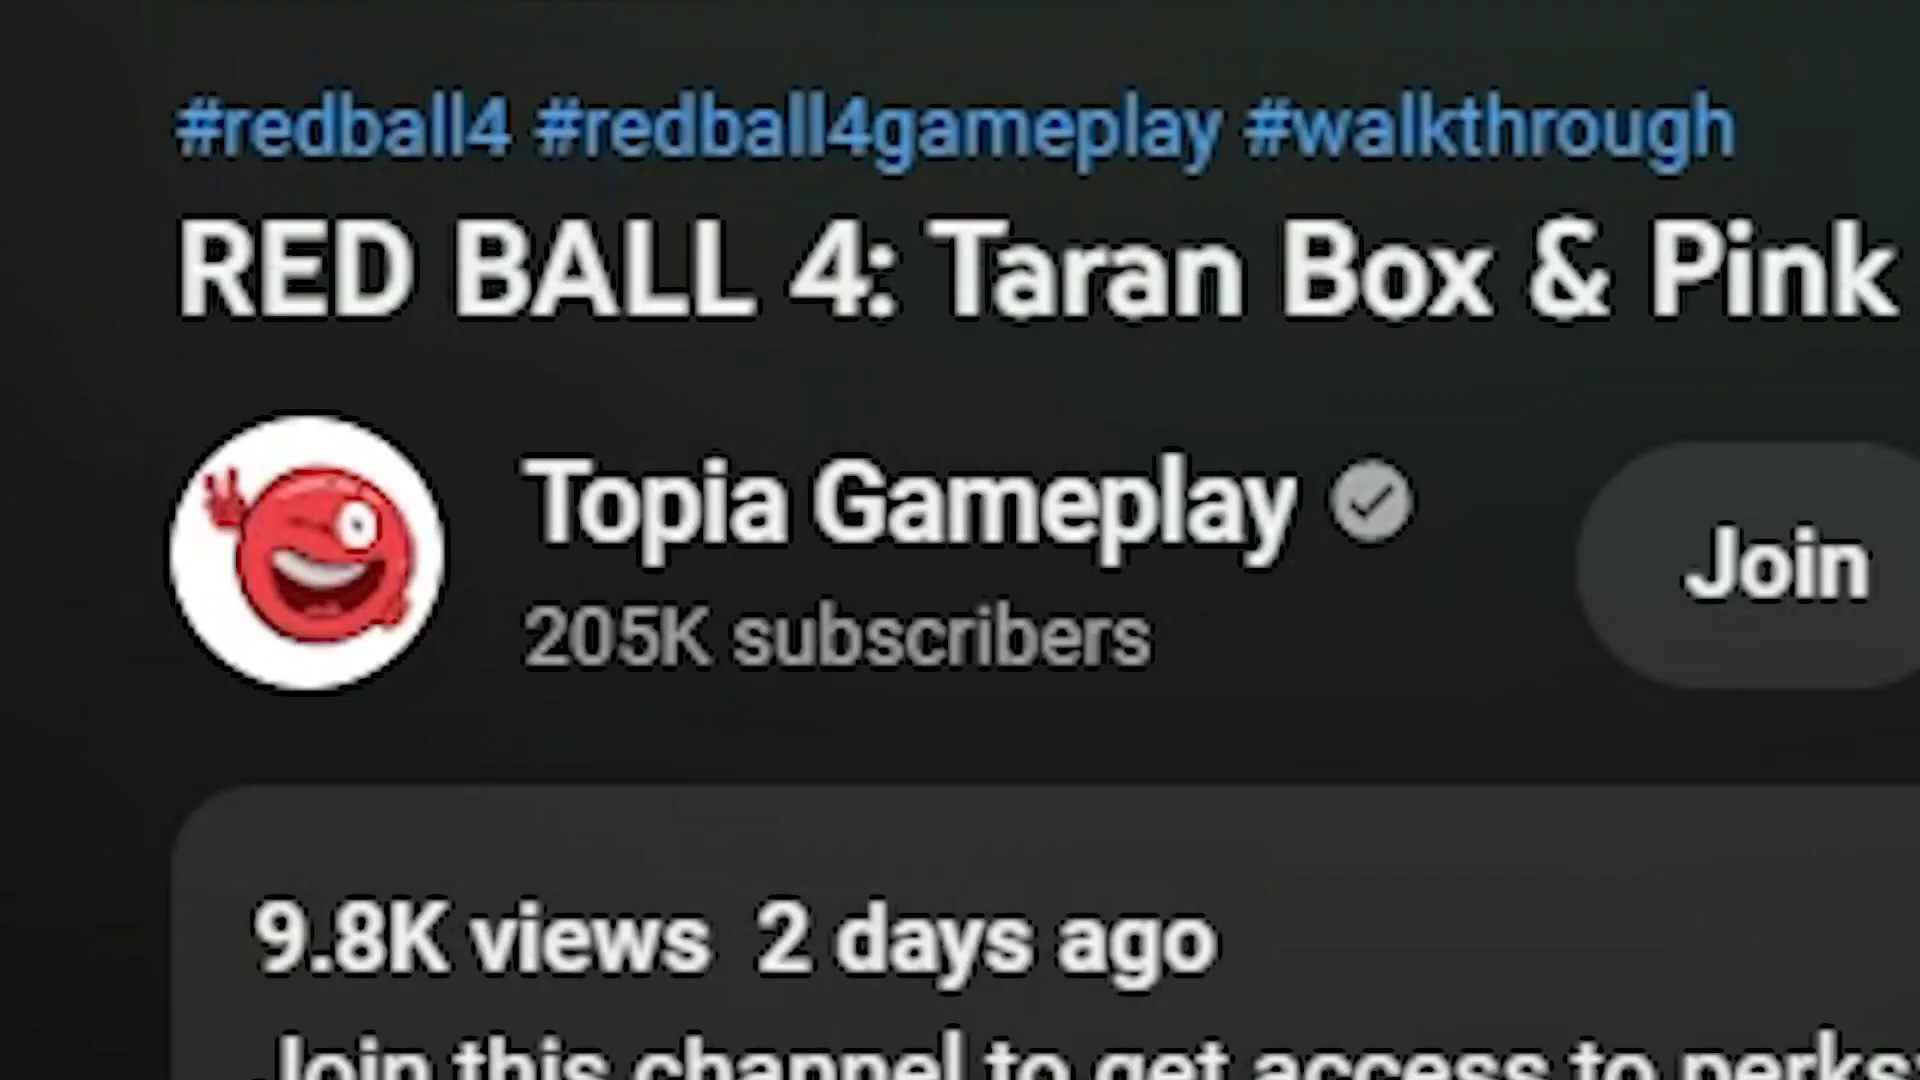 #redball4 #redball4gameplay #walkthrough
RED BALL 4: Taran Box & Pink
Topia Gameplay
205K subscribers
Join
9.8K views 2 days ago
Join this channel to get access to perks: